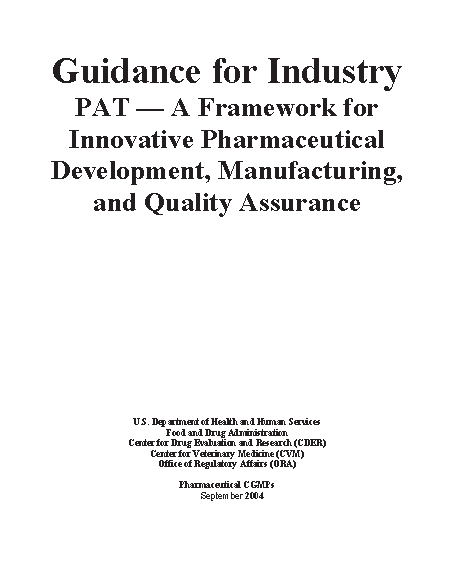 Guidance for Industry
PAT — A Framework for
Innovative Pharmaceutical
Development, Manufacturing,
and Quality Assurance
U.S. Department of Health and Human Services
Food and Drug Administration
Center for Drug Evaluation and Research (CDER)
Center for Veterinary Medicine (CVM)
Office of Regulatory Affairs (ORA)
Pharmaceutical CGMPs
September 2004